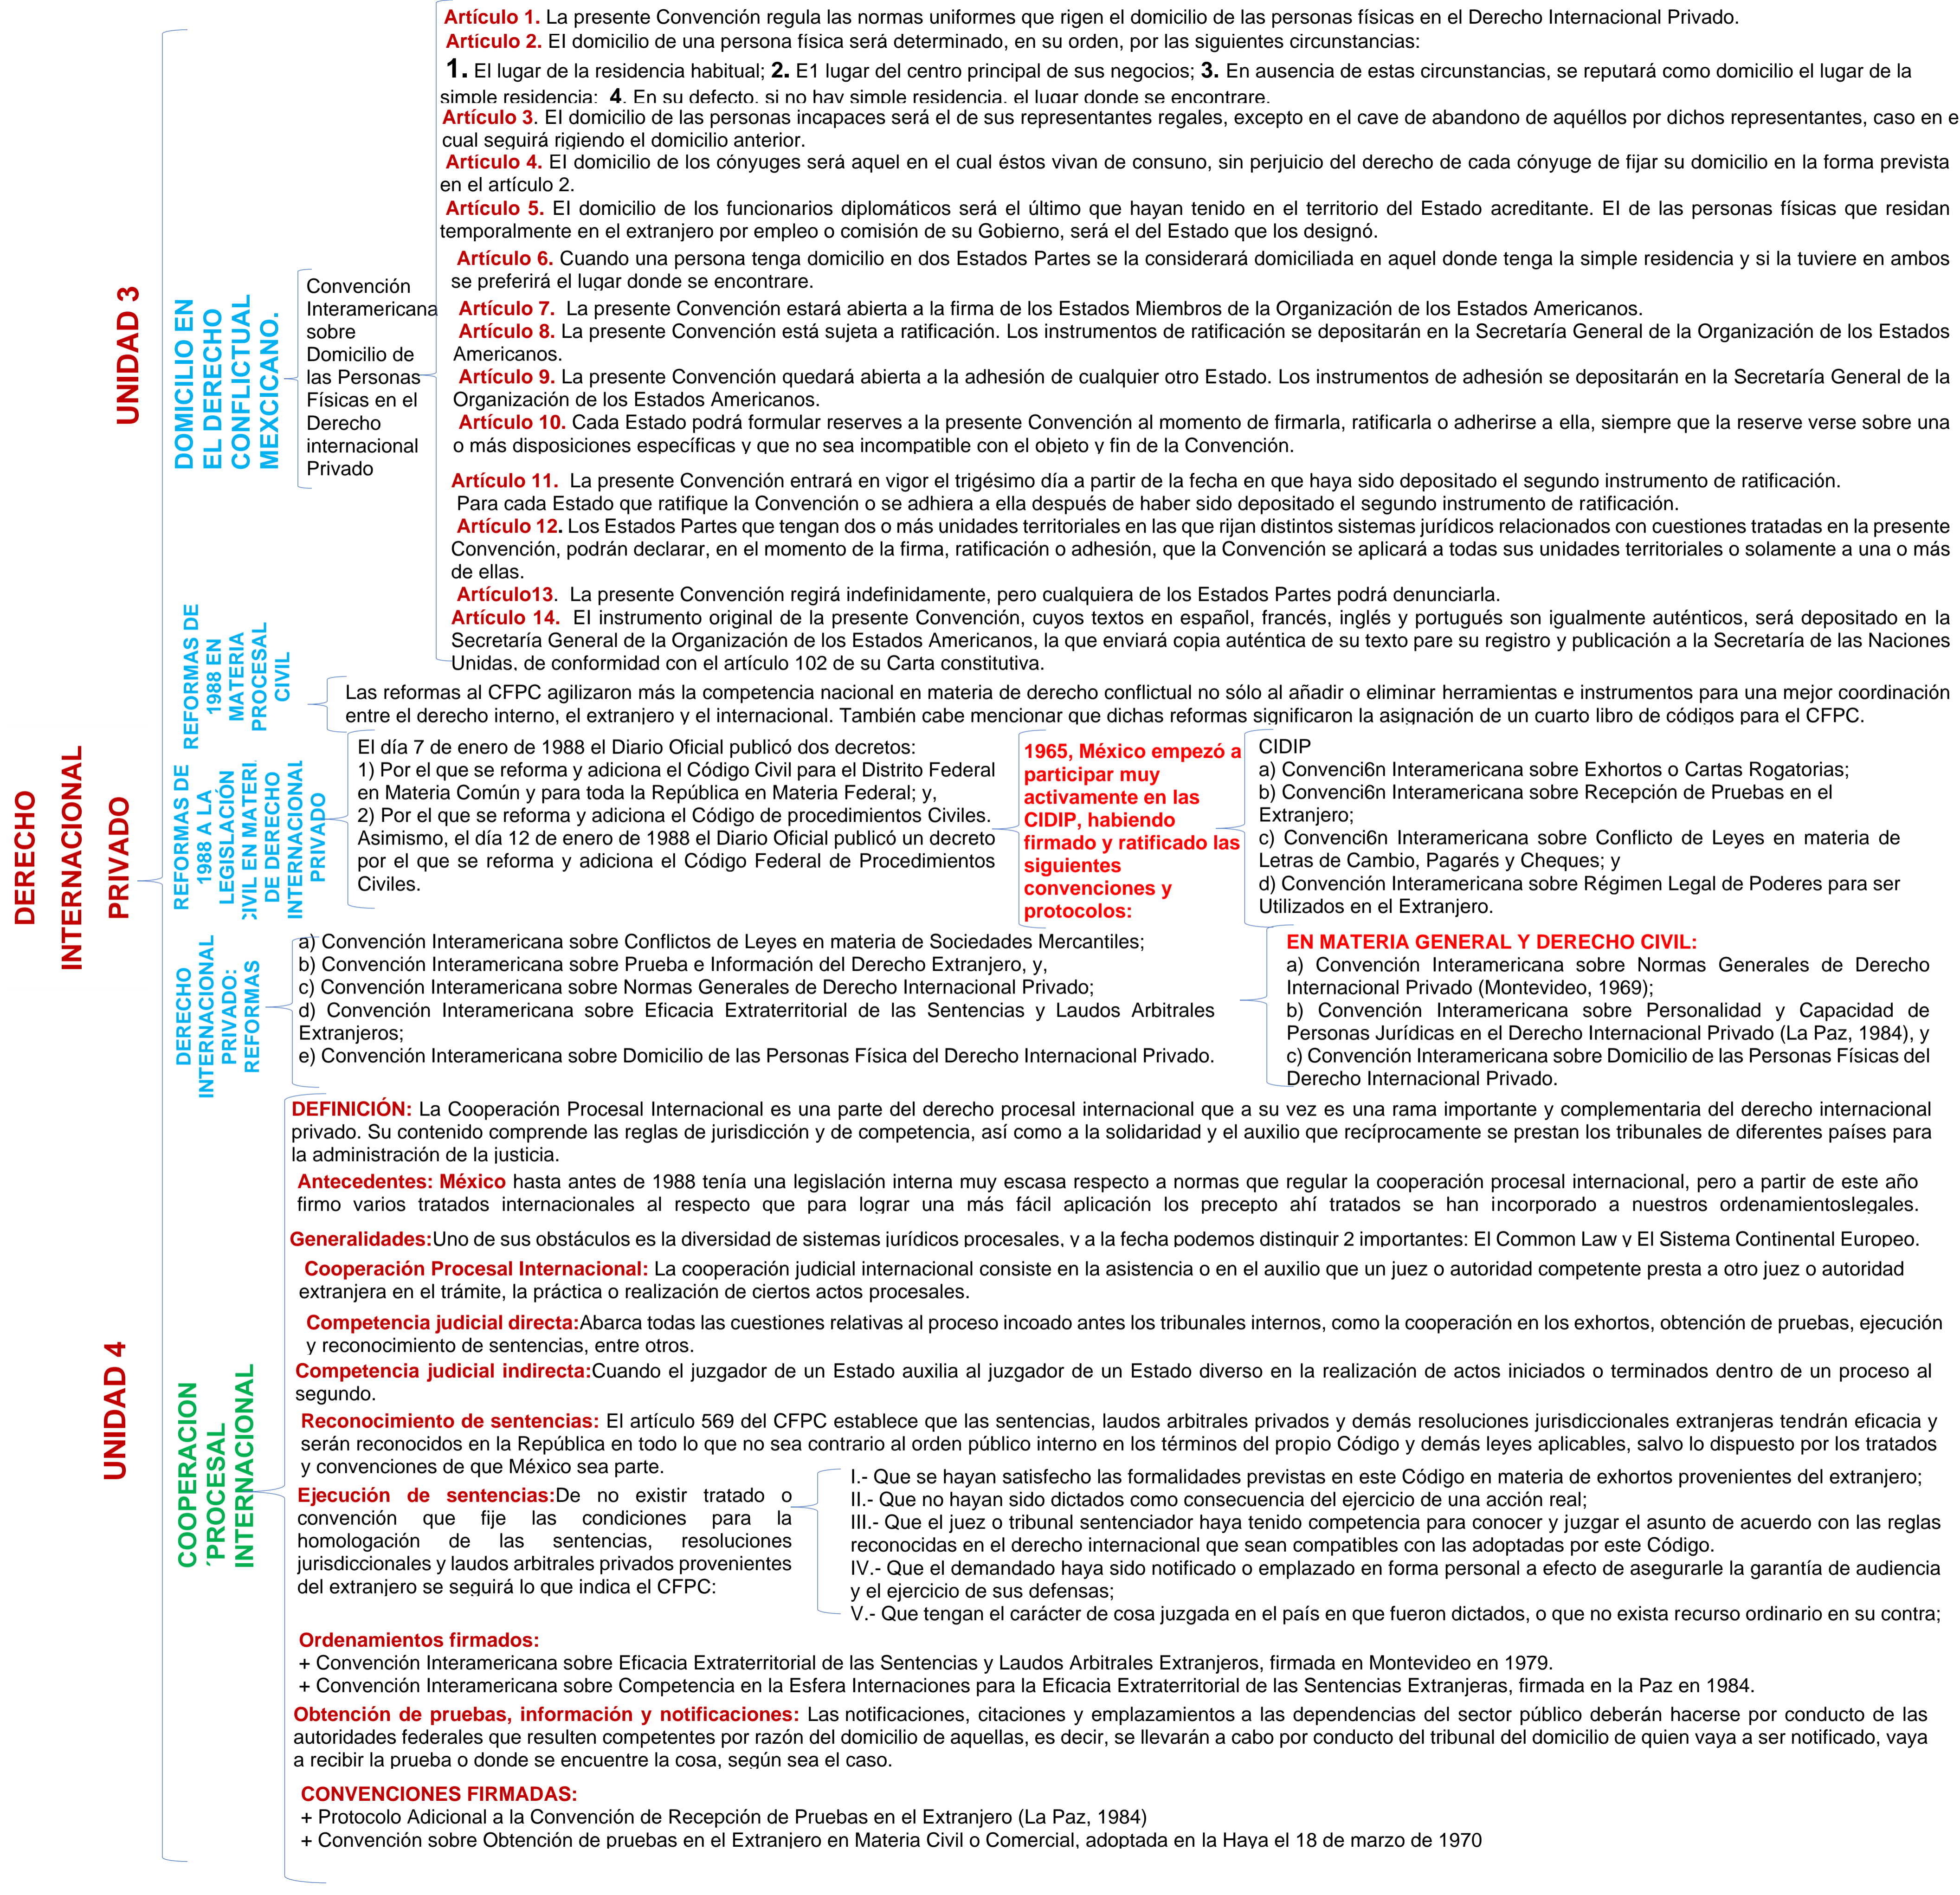 DERECHO
INTERNACIONAL
PRIVADO
UNIDAD 3
DOMICILIO EN
EL DERECHO
CONFLICTUAL
MEXCICANO.
Convención
Interamericana
sobre
Domicilio de
las Personas
Físicas en el
Derecho
internacional
Privado
Artículo 1. La presente Convención regula las normas uniformes que rigen el domicilio de las personas físicas en el Derecho Internacional Privado.
Artículo 2. EI domicilio de una persona física será determinado, en su orden, por las siguientes circunstancias:
1. El lugar de la residencia habitual; 2. E1 lugar del centro principal de sus negocios; 3. En ausencia de estas circunstancias, se reputará como domicilio el lugar de la
simple residencia; 4. En su defecto, si no hay simple residencia, el lugar donde se encontrare.
Artículo 3. EI domicilio de las personas incapaces será el de sus representantes regales, excepto en el cave de abandono de aquéllos por dichos representantes, caso en e
cual seguirá rigiendo el domicilio anterior.
Artículo 4. EI domicilio de los cónyuges será aquel en el cual éstos vivan de consuno, sin perjuicio del derecho de cada cónyuge de fijar su domicilio en la forma prevista
en el artículo 2.
Artículo 5. EI domicilio de los funcionarios diplomáticos será el último que hayan tenido en el territorio del Estado acreditante. EI de las personas físicas que residan
temporalmente en el extranjero por empleo o comisión de su Gobierno, será el del Estado que los designó.
Artículo 6. Cuando una persona tenga domicilio en dos Estados Partes se la considerará domiciliada en aquel donde tenga la simple residencia y si la tuviere en ambos
se preferirá el lugar donde se encontrare.
Artículo 7. La presente Convención estará abierta a la firma de los Estados Miembros de la Organización de los Estados Americanos.
Artículo 8. La presente Convención está sujeta a ratificación. Los instrumentos de ratificación se depositarán en la Secretaría General de la Organización de los Estados
Americanos.
Artículo 9. La presente Convención quedará abierta a la adhesión de cualquier otro Estado. Los instrumentos de adhesión se depositarán en la Secretaría General de la
Organización de los Estados Americanos.
Artículo 10. Cada Estado podrá formular reserves a la presente Convención al momento de firmarla, ratificarla o adherirse a ella, siempre que la reserve verse sobre una
o más disposiciones específicas y que no sea incompatible con el objeto y fin de la Convención.
Artículo 11. La presente Convención entrará en vigor el trigésimo día a partir de la fecha en que haya sido depositado el segundo instrumento de ratificación.
Para cada Estado que ratifique la Convención o se adhiera a ella después de haber sido depositado el segundo instrumento de ratificación.
Artículo 12. Los Estados Partes que tengan dos o más unidades territoriales en las que rijan distintos sistemas jurídicos relacionados con cuestiones tratadas en la presente
Convención, podrán declarar, en el momento de la firma, ratificación o adhesión, que la Convención se aplicará a todas sus unidades territoriales o solamente a una o más
de ellas.
Artículo13. La presente Convención regirá indefinidamente, pero cualquiera de los Estados Partes podrá denunciarla.
Artículo 14. EI instrumento original de la presente Convención, cuyos textos en español, francés, inglés y portugués son igualmente auténticos, será depositado en la
Secretaría General de la Organización de los Estados Americanos, la que enviará copia auténtica de su texto pare su registro y publicación a la Secretaría de las Naciones
Unidas, de conformidad con el artículo 102 de su Carta constitutiva.
REFORMAS DE
1988 EN
MATERIA
PROCESAL
CIVIL
Las reformas al CFPC agilizaron más la competencia nacional en materia de derecho conflictual no sólo al añadir o eliminar herramientas e instrumentos para una mejor coordinación
entre el derecho interno, el extranjero y el internacional. También cabe mencionar que dichas reformas significaron la asignación de un cuarto libro de códigos para el CFPC.
REFORMAS DE
1988 A LA
LEGISLACIÓN
CIVIL EN MATERI
DE DERECHO
INTERNACIONAL
PRIVADO
El día 7 de enero de 1988 el Diario Oficial publicó dos decretos:
1) Por el que se reforma y adiciona el Código Civil para el Distrito Federal
en Materia Común y para toda la República en Materia Federal; y,
2) Por el que se reforma y adiciona el Código de procedimientos Civiles.
Asimismo, el día 12 de enero de 1988 el Diario Oficial publicó un decreto
por el que se reforma y adiciona el Código Federal de Procedimientos
Civiles.
1965, México empezó a
participar muy
activamente en las
CIDIP, habiendo
firmado y ratificado las
siguientes
convenciones y
protocolos:
CIDIP
a) Convenci6n Interamericana sobre Exhortos o Cartas Rogatorias;
b) Convenci6n Interamericana sobre Recepción de Pruebas en el
Extranjero;
c) Convenci6n Interamericana sobre Conflicto de Leyes en materia de
Letras de Cambio, Pagarés y Cheques; y
d) Convención Interamericana sobre Régimen Legal de Poderes para ser
Utilizados en el Extranjero.
DERECHO
INTERNACIONAL
PRIVADO:
REFORMAS
a) Convención Interamericana sobre Conflictos de Leyes en materia de Sociedades Mercantiles;
b) Convención Interamericana sobre Prueba e Información del Derecho Extranjero, y,
c) Convención Interamericana sobre Normas Generales de Derecho Internacional Privado;
d) Convención Interamericana sobre Eficacia Extraterritorial de las Sentencias y Laudos Arbitrales
Extranjeros;
e) Convención Interamericana sobre Domicilio de las Personas Física del Derecho Internacional Privado.
EN MATERIA GENERAL Y DERECHO CIVIL:
a) Convención Interamericana sobre Normas Generales de Derecho
Internacional Privado (Montevideo, 1969);
b) Convención Interamericana sobre Personalidad y Capacidad de
Personas Jurídicas en el Derecho Internacional Privado (La Paz, 1984), y
c) Convención Interamericana sobre Domicilio de las Personas Físicas del
Derecho Internacional Privado.
UNIDAD 4
COOPERACION
´PROCESAL
INTERNACIONAL
DEFINICIÓN: La Cooperación Procesal Internacional es una parte del derecho procesal internacional que a su vez es una rama importante y complementaria del derecho internacional
privado. Su contenido comprende las reglas de jurisdicción y de competencia, así como a la solidaridad y el auxilio que recíprocamente se prestan los tribunales de diferentes países para
la administración de la justicia.
Antecedentes: México hasta antes de 1988 tenía una legislación interna muy escasa respecto a normas que regular la cooperación procesal internacional, pero a partir de este año
firmo varios tratados internacionales al respecto que para lograr una más fácil aplicación los precepto ahí tratados se han incorporado a nuestros ordenamientoslegales.
Generalidades:Uno de sus obstáculos es la diversidad de sistemas jurídicos procesales, y a la fecha podemos distinguir 2 importantes: El Common Law y El Sistema Continental Europeo.
Cooperación Procesal Internacional: La cooperación judicial internacional consiste en la asistencia o en el auxilio que un juez o autoridad competente presta a otro juez o autoridad
extranjera en el trámite, la práctica o realización de ciertos actos procesales.
Competencia judicial directa:Abarca todas las cuestiones relativas al proceso incoado antes los tribunales internos, como la cooperación en los exhortos, obtención de pruebas, ejecución
y reconocimiento de sentencias, entre otros.
Competencia judicial indirecta:Cuando el juzgador de un Estado auxilia al juzgador de un Estado diverso en la realización de actos iniciados o terminados dentro de un proceso al
segundo.
Reconocimiento de sentencias: El artículo 569 del CFPC establece que las sentencias, laudos arbitrales privados y demás resoluciones jurisdiccionales extranjeras tendrán eficacia y
serán reconocidos en la República en todo lo que no sea contrario al orden público interno en los términos del propio Código y demás leyes aplicables, salvo lo dispuesto por los tratados
y convenciones de que México sea parte.
Ejecución de sentencias:De no existir tratado o
convención que fije las condiciones para la
homologación de las sentencias, resoluciones
jurisdiccionales y laudos arbitrales privados provenientes
del extranjero se seguirá lo que indica el CFPC:
I.- Que se hayan satisfecho las formalidades previstas en este Código en materia de exhortos provenientes del extranjero;
II.- Que no hayan sido dictados como consecuencia del ejercicio de una acción real;
III.- Que el juez o tribunal sentenciador haya tenido competencia para conocer y juzgar el asunto de acuerdo con las reglas
reconocidas en el derecho internacional que sean compatibles con las adoptadas por este Código.
IV.- Que el demandado haya sido notificado o emplazado en forma personal a efecto de asegurarle la garantía de audiencia
y el ejercicio de sus defensas;
V.- Que tengan el carácter de cosa juzgada en el país en que fueron dictados, o que no exista recurso ordinario en su contra;
Ordenamientos firmados:
+ Convención Interamericana sobre Eficacia Extraterritorial de las Sentencias y Laudos Arbitrales Extranjeros, firmada en Montevideo en 1979.
+ Convención Interamericana sobre Competencia en la Esfera Internaciones para la Eficacia Extraterritorial de las Sentencias Extranjeras, firmada en la Paz en 1984.
Obtención de pruebas, información y notificaciones: Las notificaciones, citaciones y emplazamientos a las dependencias del sector público deberán hacerse por conducto de las
autoridades federales que resulten competentes por razón del domicilio de aquellas, es decir, se llevarán a cabo por conducto del tribunal del domicilio de quien vaya a ser notificado, vaya
a recibir la prueba o donde se encuentre la cosa, según sea el caso.
CONVENCIONES FIRMADAS:
+ Protocolo Adicional a la Convención de Recepción de Pruebas en el Extranjero (La Paz, 1984)
+ Convención sobre Obtención de pruebas en el Extranjero en Materia Civil o Comercial, adoptada en la Haya el 18 de marzo de 1970